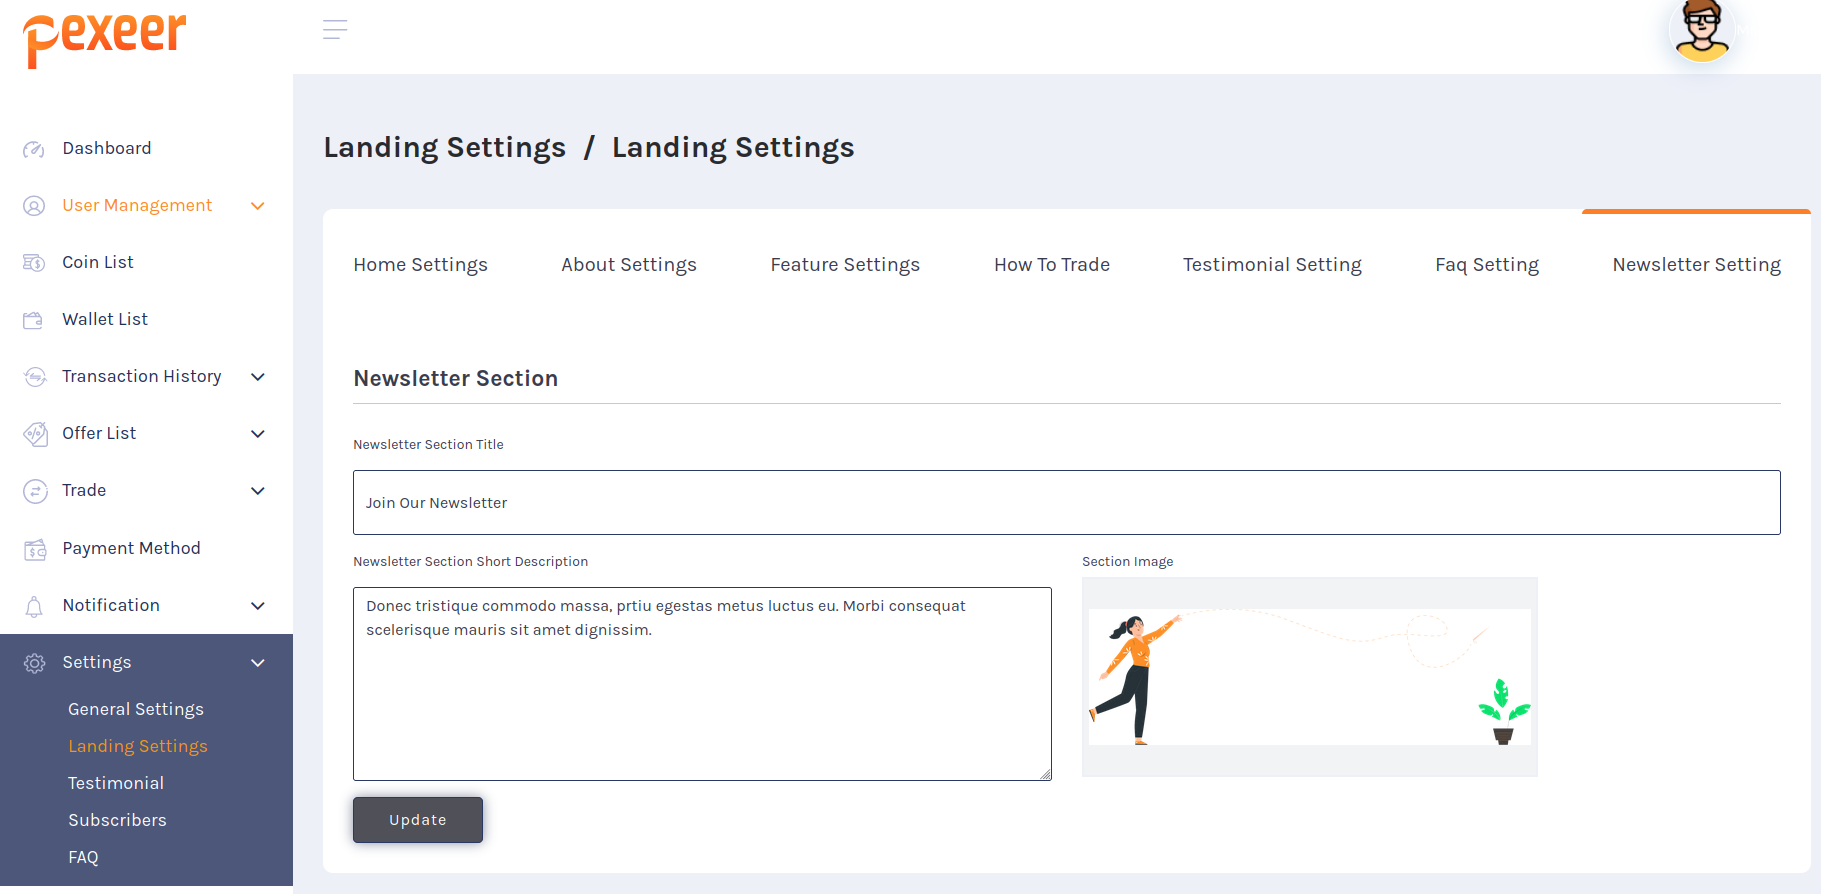 pexeer
Dashboard
User Management
Coin List
Wallet List
Transaction History
Offer List
Trade
Payment Method
Notification
Settings
General Settings
Landing Settings
Testimonial
Subscribers
FAQ
Landing Settings / Landing Settings
Home Settings
About Settings
Feature Settings
How To Trade
Testimonial Setting
Faq Setting
Newsletter Setting
Newsletter Section
Newsletter Section Title
Join Our Newsletter
Newsletter Section Short Description
Donec tristique commodo massa, prtiu egestas metus luctus eu. Morbi consequat
scelerisque mauris sit amet dignissim.
Section Image
Update